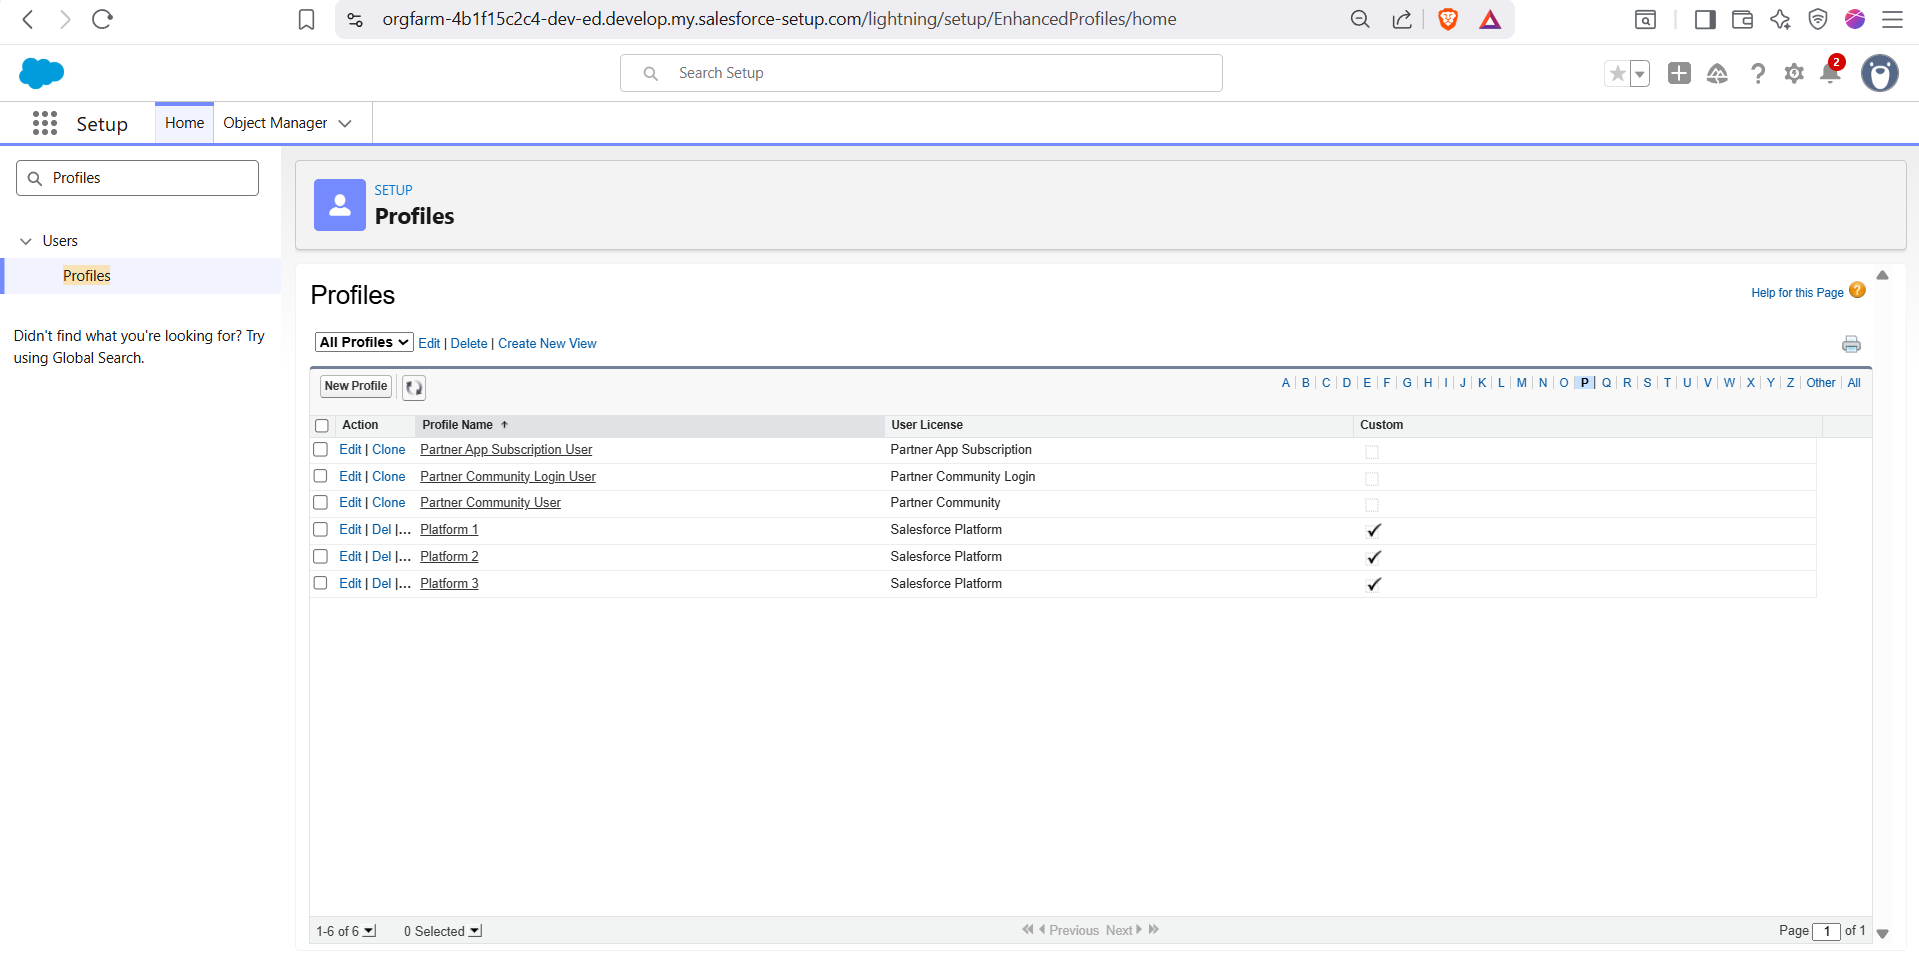 orgfarm-4b1f15c2c4-dev-ed.develop.my.salesforce-setup.com/lightning/setup/EnhancedProfiles/home
Search Setup
2
Setup Home Object Manager
Profiles
Users
Profiles
Didn't find what you're looking for? Try
using Global Search.
SETUP
Profiles
Profiles
Help for this Page ?
All Profiles Edit | Delete | Create New View
New Profile
A | B | C | D | E | F | G | H | I | J | K | L | M | N | O | P | Q | R | S | T | U | V | W | X | Y | Z | Other | All
Action Profile Name User License Custom
Edit | Clone Partner App Subscription User Partner App Subscription
Edit | Clone Partner Community Login User Partner Community Login
Edit | Clone Partner Community User Partner Community
Edit | Del |... Platform 1 Salesforce Platform
Edit | Del |... Platform 2 Salesforce Platform
Edit | Del |... Platform 3 Salesforce Platform
1-6 of 6 0 Selected Previous Next Page 1 of 1